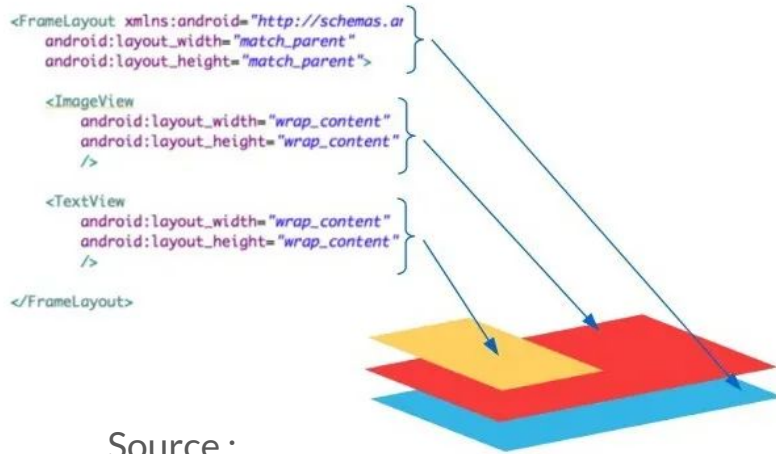 <FrameLayout xmlns:android="http://schemas.ar
android:layout_width="match_parent"
android:layout_height="match_parent">
<ImageView
android:layout_width="wrap_content"
android:layout_height="wrap_content"
/>
<TextView
android:layout_width="wrap_content"
android:layout_height="wrap_content"
/>
</FrameLayout>
Source :